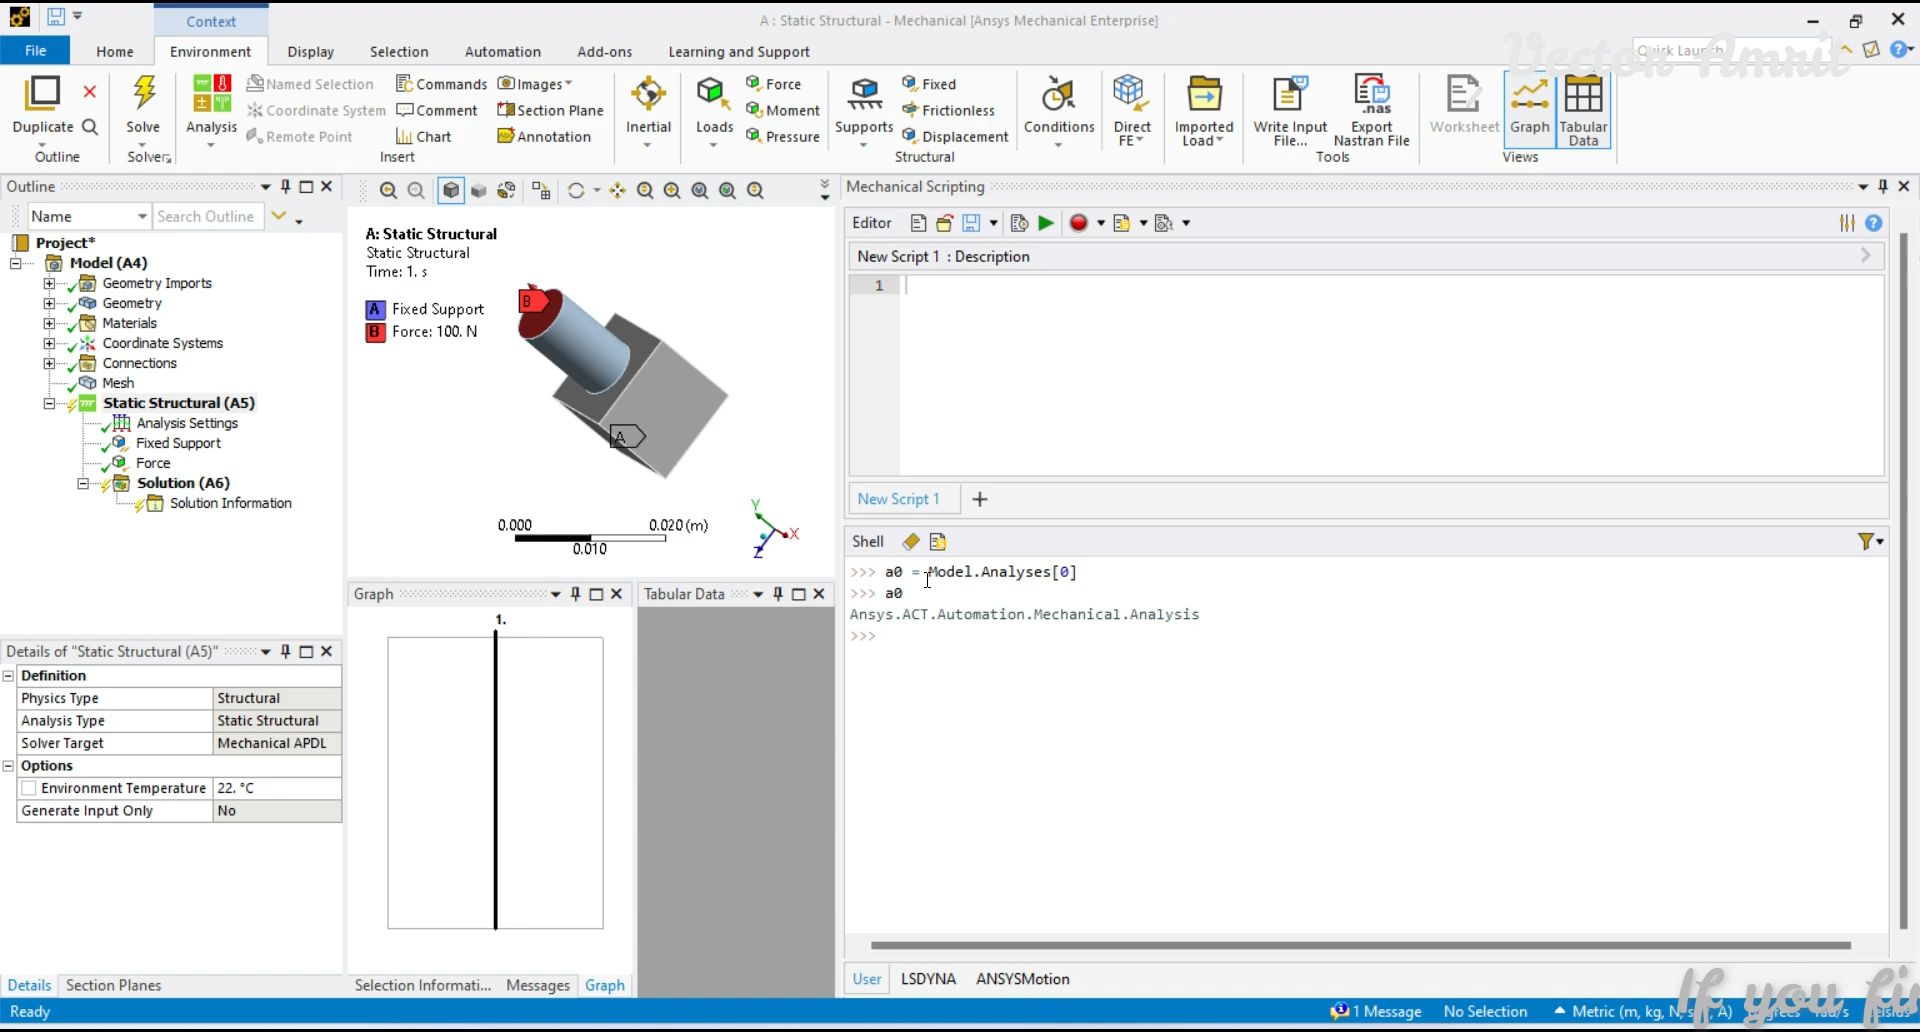 Context
A : Static Structural - Mechanical [Ansys Mechanical Enterprise]
File Home Environment Display Selection Automation Add-ons Learning and Support
Quick Launch
Vector Amrit
Duplicate
Outline
Solve
Solver
Analysis
Named Selection
Coordinate System
Remote Point
Commands
Comment
Chart
Images
Section Plane
Annotation
Insert
Inertial
Loads
Force
Moment
Pressure
Supports
Fixed
Frictionless
Displacement
Structural
Conditions
Direct
FE
Imported
Load
Write Input
File...
.nas
Export
Nastran File
Tools
Worksheet
Graph
Tabular
Data
Views
Outline
Name Search Outline
Project*
Model (A4)
Geometry Imports
Geometry
Materials
Coordinate Systems
Connections
Mesh
Static Structural (A5)
Analysis Settings
Fixed Support
Force
Solution (A6)
Solution Information
Details of "Static Structural (A5)"
Definition
Physics Type Structural
Analysis Type Static Structural
Solver Target Mechanical APDL
Options
Environment Temperature 22. °C
Generate Input Only No
Details Section Planes
A: Static Structural
Static Structural
Time: 1. s
A Fixed Support
B Force: 100. N
B
A
0.000 0.020 (m)
0.010
Y
X
Z
Graph
1.
Tabular Data
Selection Informati... Messages Graph
Mechanical Scripting
Editor
New Script 1 : Description
1
New Script 1 +
Shell
>>> a0 = Model.Analyses[0]
>>> a0
Ansys.ACT.Automation.Mechanical.Analysis
>>>
User LSDYNA ANSYSMotion
Ready
1 Message No Selection Metric (m, kg, N, s, V, A)
If you